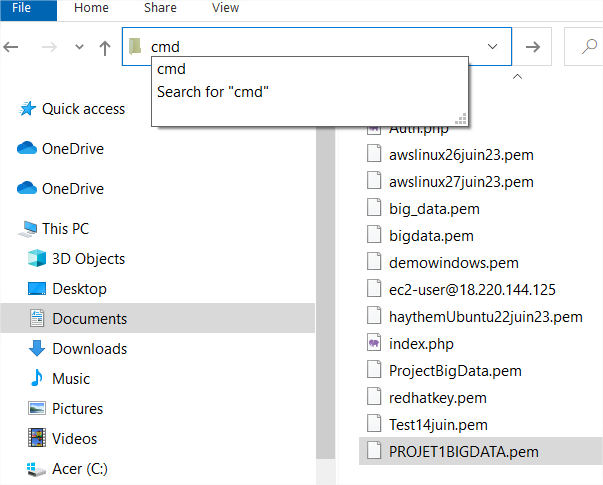 File Home Share View
cmd
cmd
Search for "cmd"
Quick access
OneDrive
OneDrive
This PC
3D Objects
Desktop
Documents
Downloads
Music
Pictures
Videos
Acer (C:)
Auth.php
awslinux26juin23.pem
awslinux27juin23.pem
big_data.pem
bigdata.pem
demowindows.pem
ec2-user@18.220.144.125
haythemUbuntu22juin23.pem
index.php
ProjectBigData.pem
redhatkey.pem
Test14juin.pem
PROJET1BIGDATA.pem